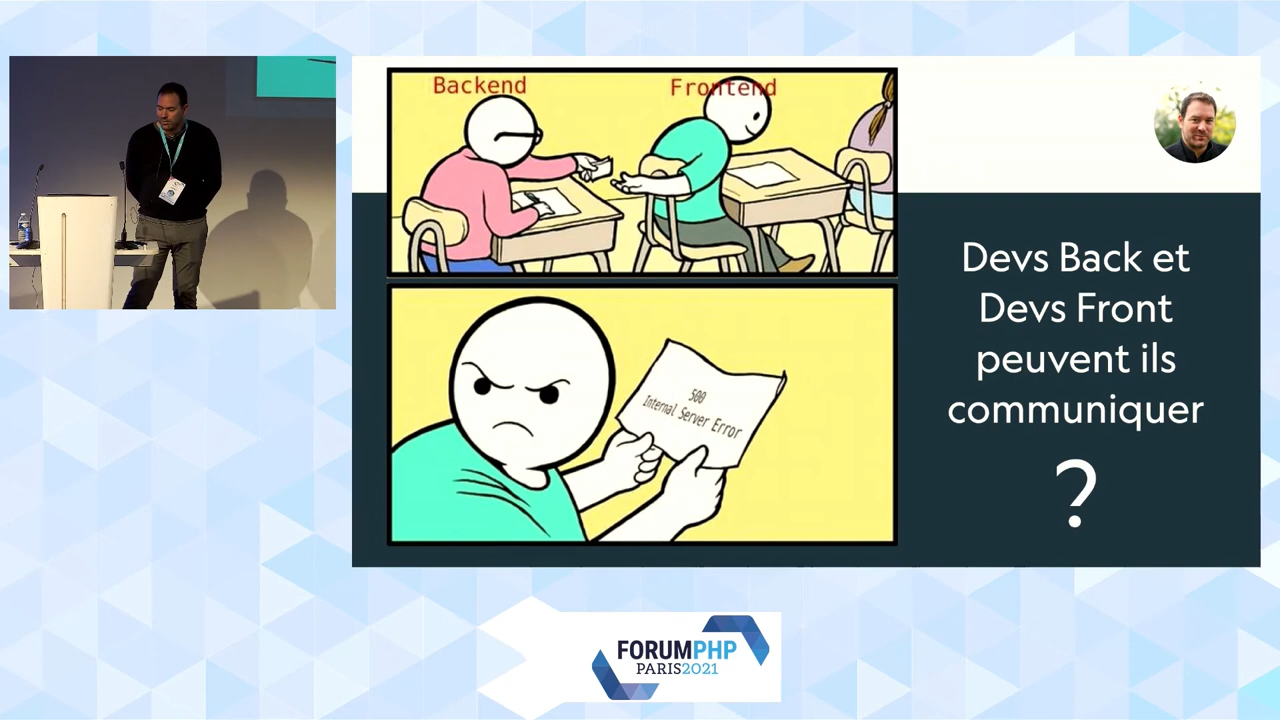 Backend
Frontend
500
Internal Server Error
Devs Back et
Devs Front
peuvent ils
communiquer
?
FORUMPHP
PARIS2021